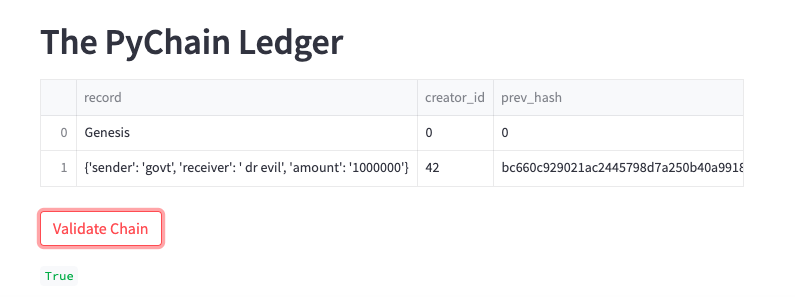 The PyChain Ledger
record creator_id prev_hash
0 Genesis 0 0
1 {'sender': 'govt', 'receiver': ' dr evil', 'amount': '1000000'} 42 bc660c929021ac2445798d7a250b40a9918
Validate Chain
True